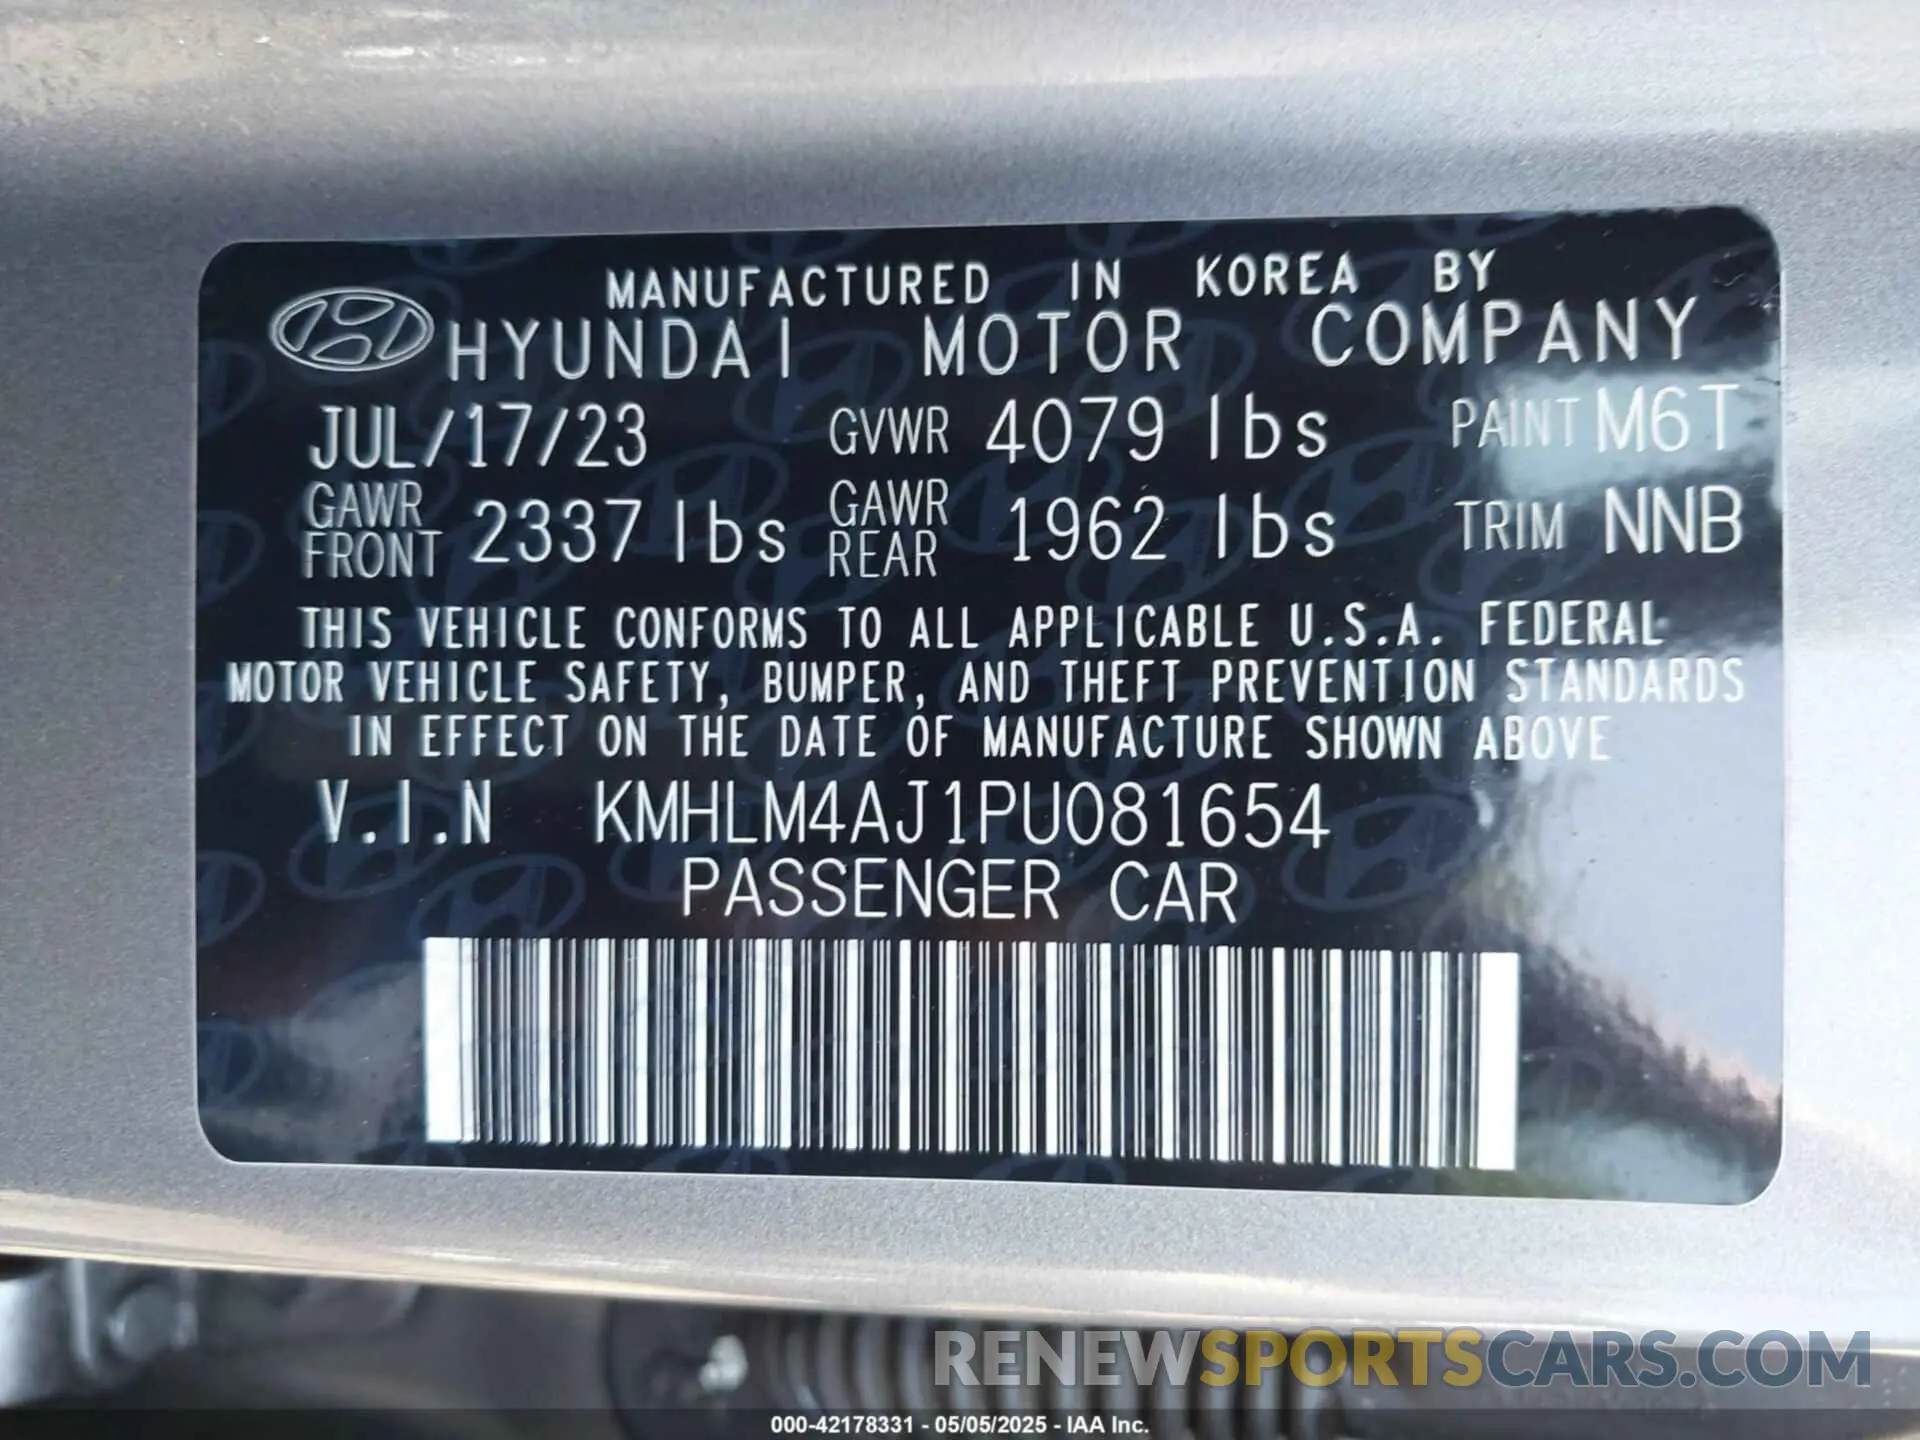 MANUFACTURED IN KOREA BY
HYUNDAI MOTOR COMPANY
JUL/17/23 GVWR 4079 lbs PAINT M6T
GAWR FRONT 2337 lbs GAWR REAR 1962 lbs TRIM NNB
THIS VEHICLE CONFORMS TO ALL APPLICABLE U.S.A. FEDERAL
MOTOR VEHICLE SAFETY, BUMPER, AND THEFT PREVENTION STANDARDS
IN EFFECT ON THE DATE OF MANUFACTURE SHOWN ABOVE
V.I.N KMHLM4AJ1PU081654
PASSENGER CAR
RENEWSPORTSCARS.COM
000-42178331 - 05/05/2025 - IAA Inc.